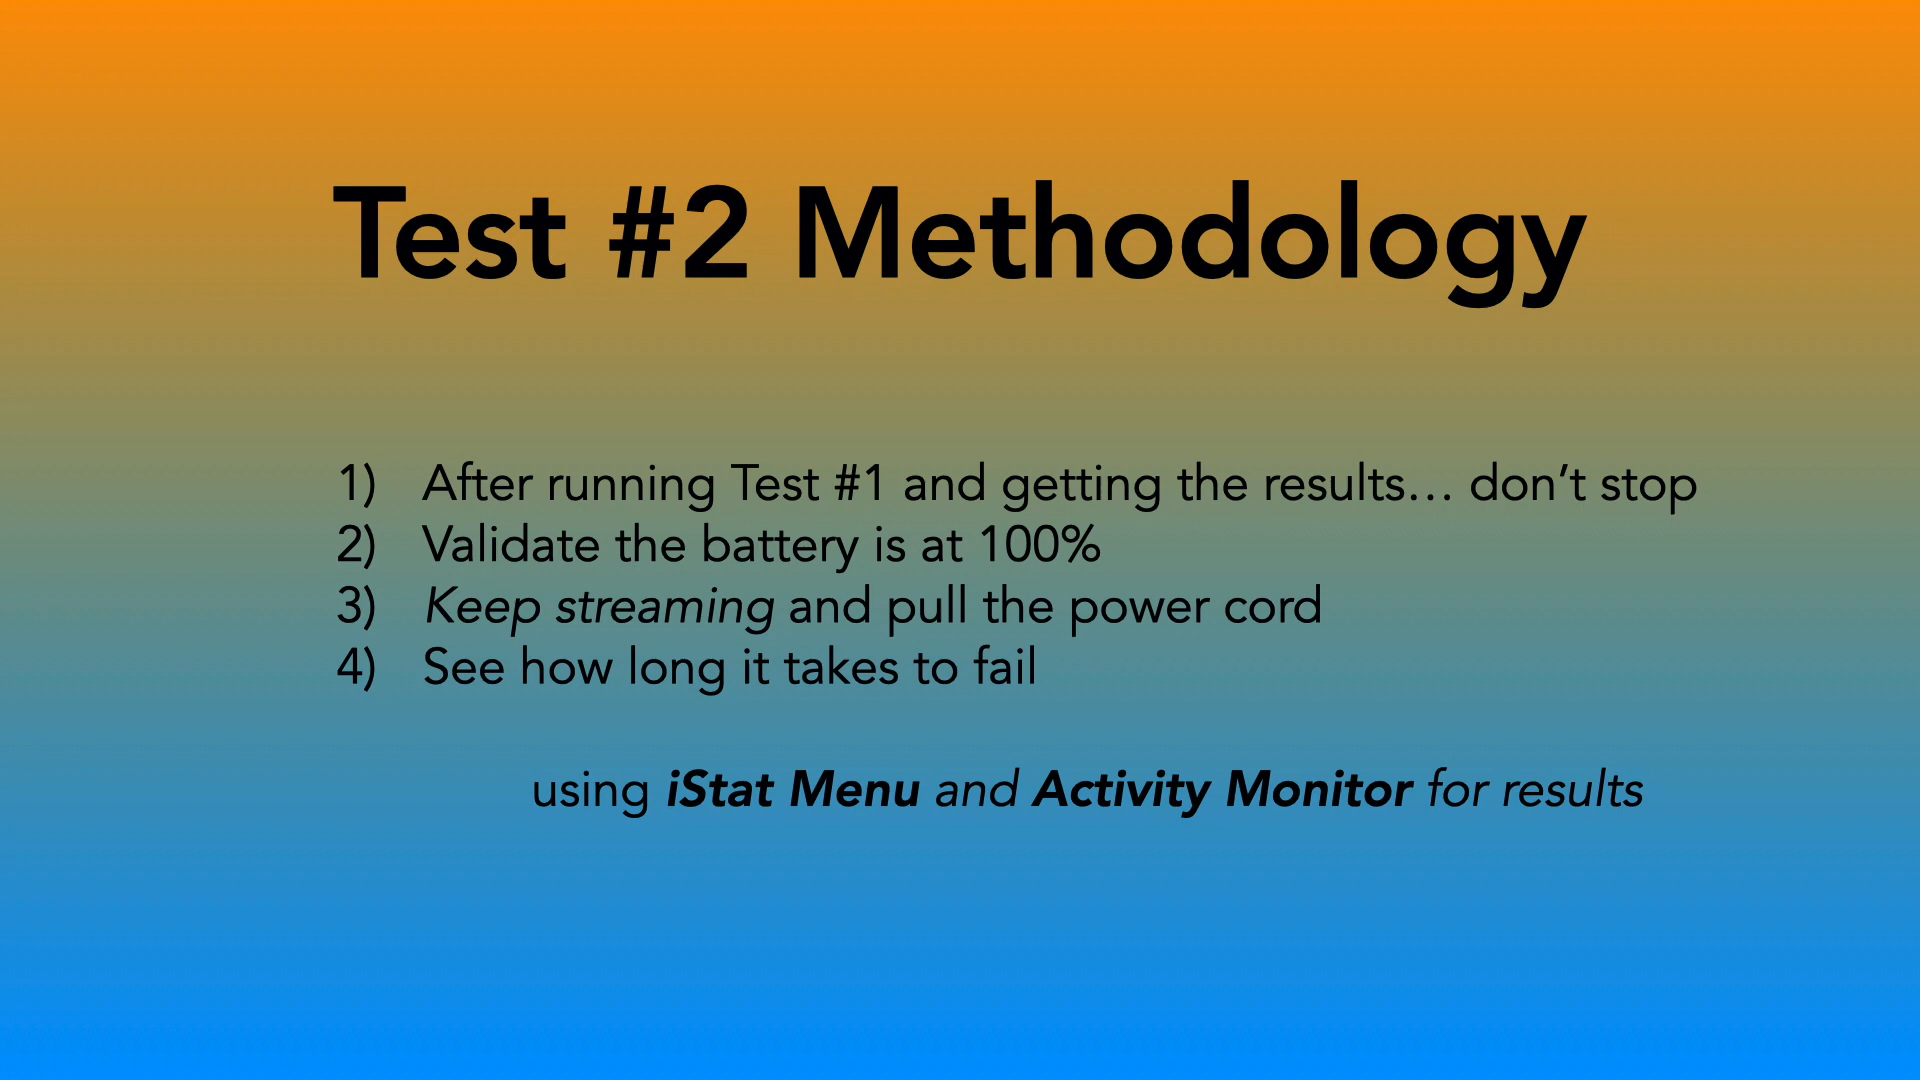 Test #2 Methodology
1) After running Test #1 and getting the results… don’t stop
2) Validate the battery is at 100%
3) Keep streaming and pull the power cord
4) See how long it takes to fail
using iStat Menu and Activity Monitor for results